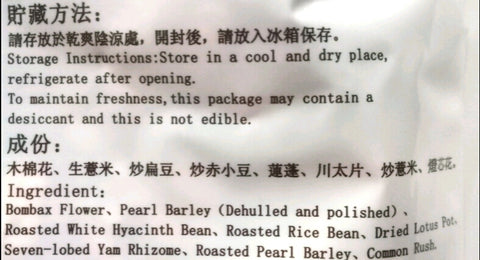 貯藏方法：
請存放於乾爽陰涼處，開封後，請放入冰箱保存。
Storage Instructions:Store in a cool and dry place,
refrigerate after opening.
To maintain freshness,this package may contain a
desiccant and this is not edible.
成份：
木棉花、生薏米、炒扁豆、炒赤小豆、蓮蓬、川太片、炒薏米、燈芯花。
Ingredient:
Bombax Flower、Pearl Barley (Dehulled and polished)、
Roasted White Hyacinth Bean、Roasted Rice Bean、Dried Lotus Pot、
Seven-lobed Yam Rhizome、Roasted Pearl Barley、Common Rush.